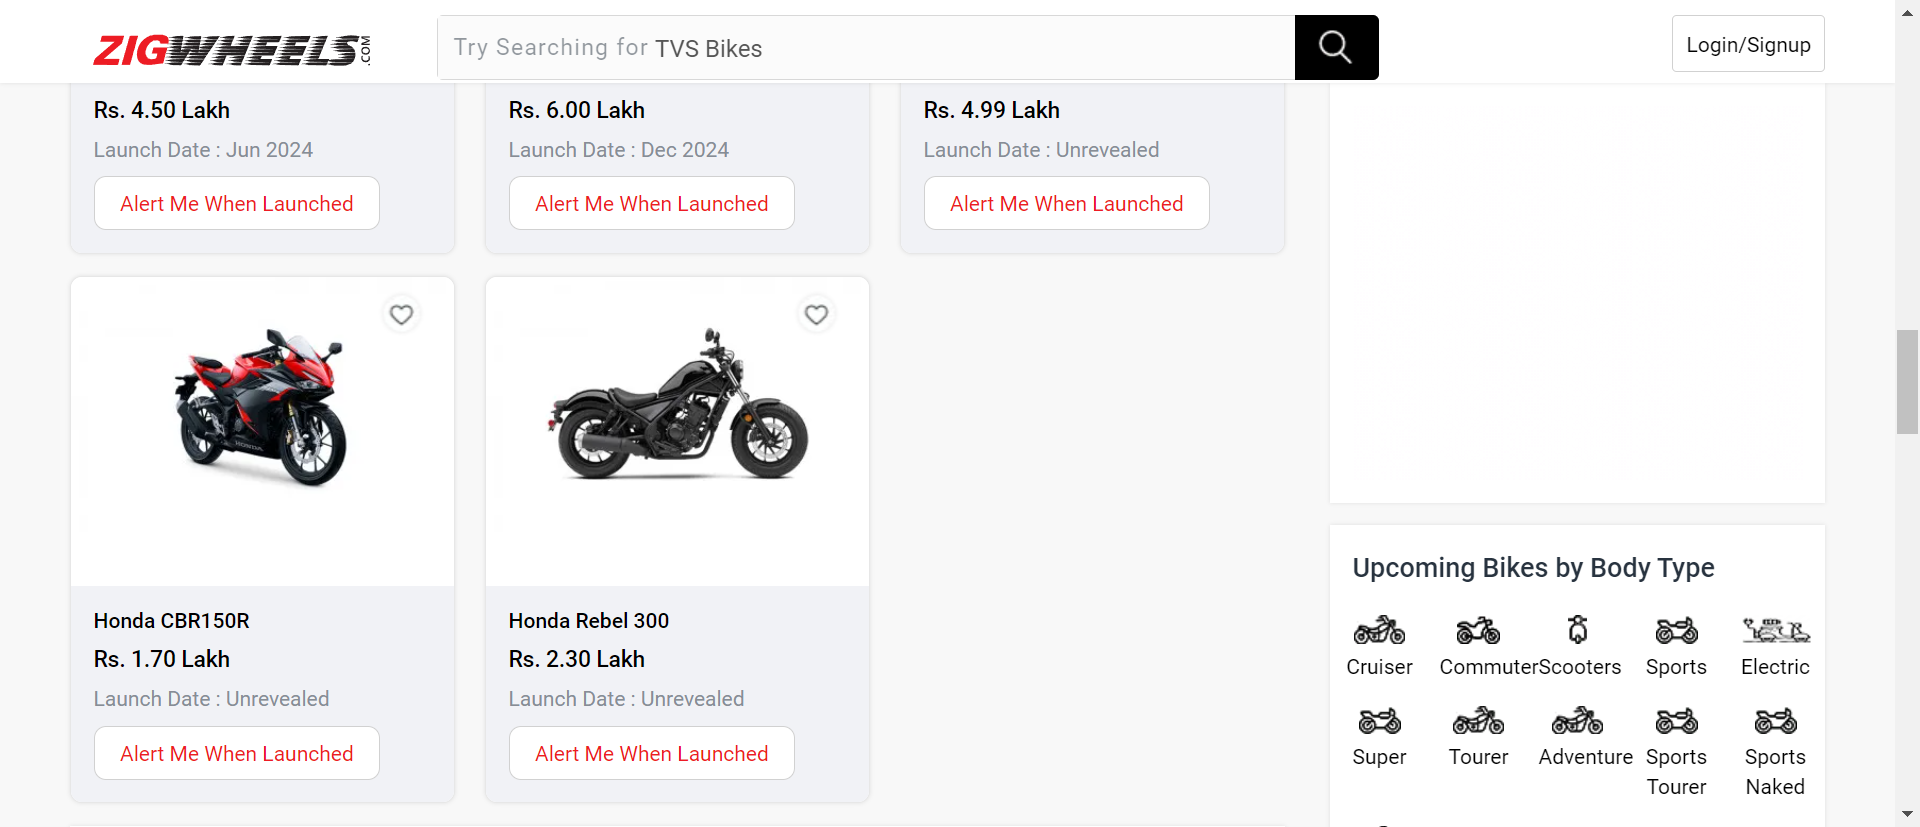 ZIGWHEELS.COM
Try Searching for TVS Bikes
Login/Signup
Rs. 4.50 Lakh
Launch Date : Jun 2024
Alert Me When Launched
Rs. 6.00 Lakh
Launch Date : Dec 2024
Alert Me When Launched
Rs. 4.99 Lakh
Launch Date : Unrevealed
Alert Me When Launched
HONDA
Honda CBR150R
Rs. 1.70 Lakh
Launch Date : Unrevealed
Alert Me When Launched
Honda Rebel 300
Rs. 2.30 Lakh
Launch Date : Unrevealed
Alert Me When Launched
Upcoming Bikes by Body Type
Cruiser
Commuter
Scooters
Sports
Electric
Super
Tourer
Adventure
Sports
Tourer
Sports
Naked